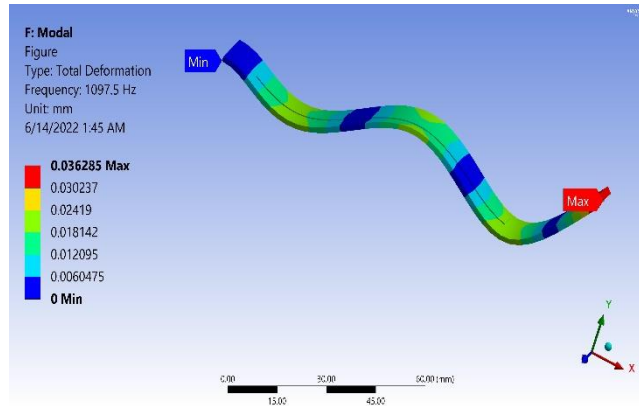 F: Modal
Figure
Type: Total Deformation
Frequency: 1097.5 Hz
Unit: mm
6/14/2022 1:45 AM
0.036285 Max
0.030237
0.02419
0.018142
0.012095
0.0060475
0 Min
Min
Max
Y
X
0.00 30.00 60.00 (mm)
15.00 45.00